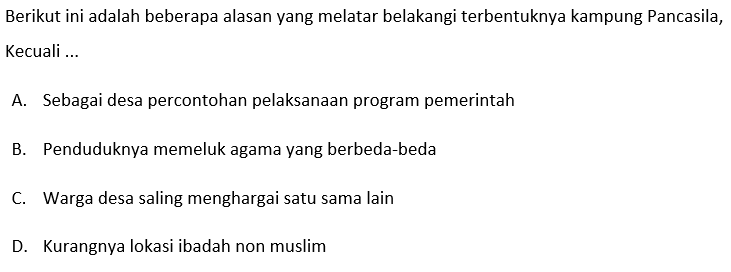 Berikut ini adalah beberapa alasan yang melatar belakangi terbentuknya kampung Pancasila,
Kecuali ...
A. Sebagai desa percontohan pelaksanaan program pemerintah
B. Penduduknya memeluk agama yang berbeda-beda
C. Warga desa saling menghargai satu sama lain
D. Kurangnya lokasi ibadah non muslim